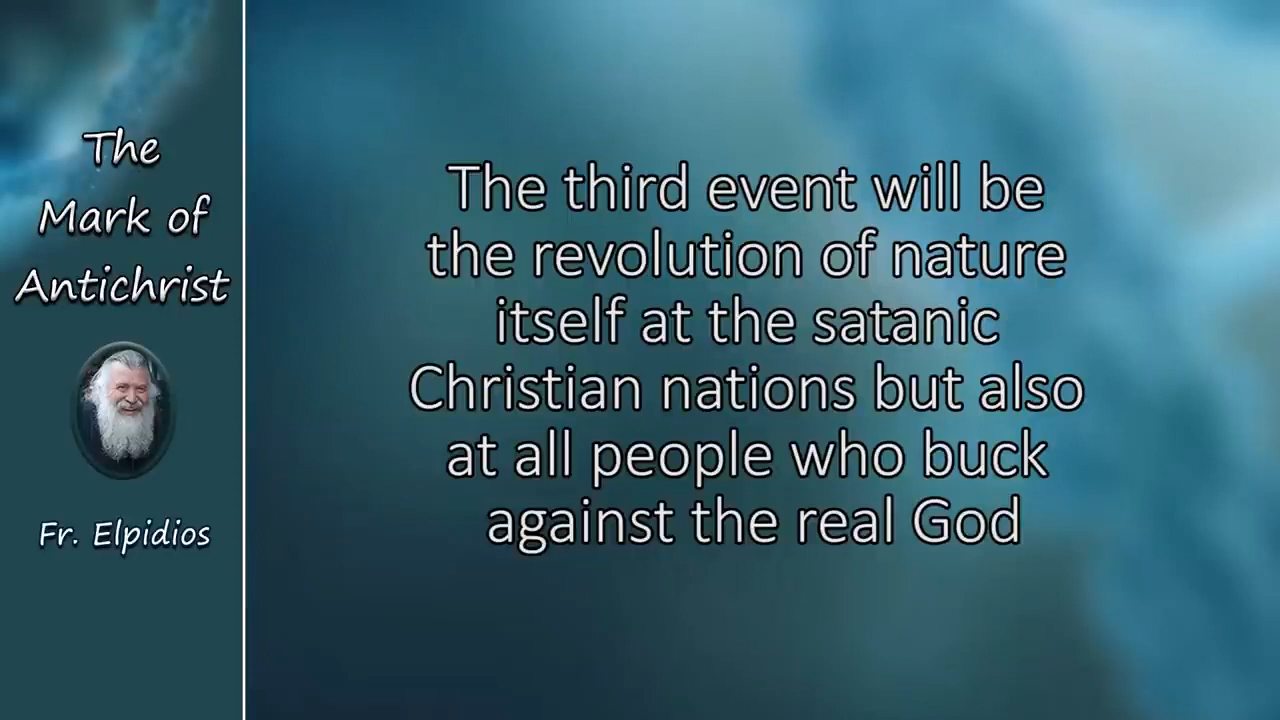 The
Mark of
Antichrist
Fr. Elpidios
The third event will be
the revolution of nature
itself at the satanic
Christian nations but also
at all people who buck
against the real God